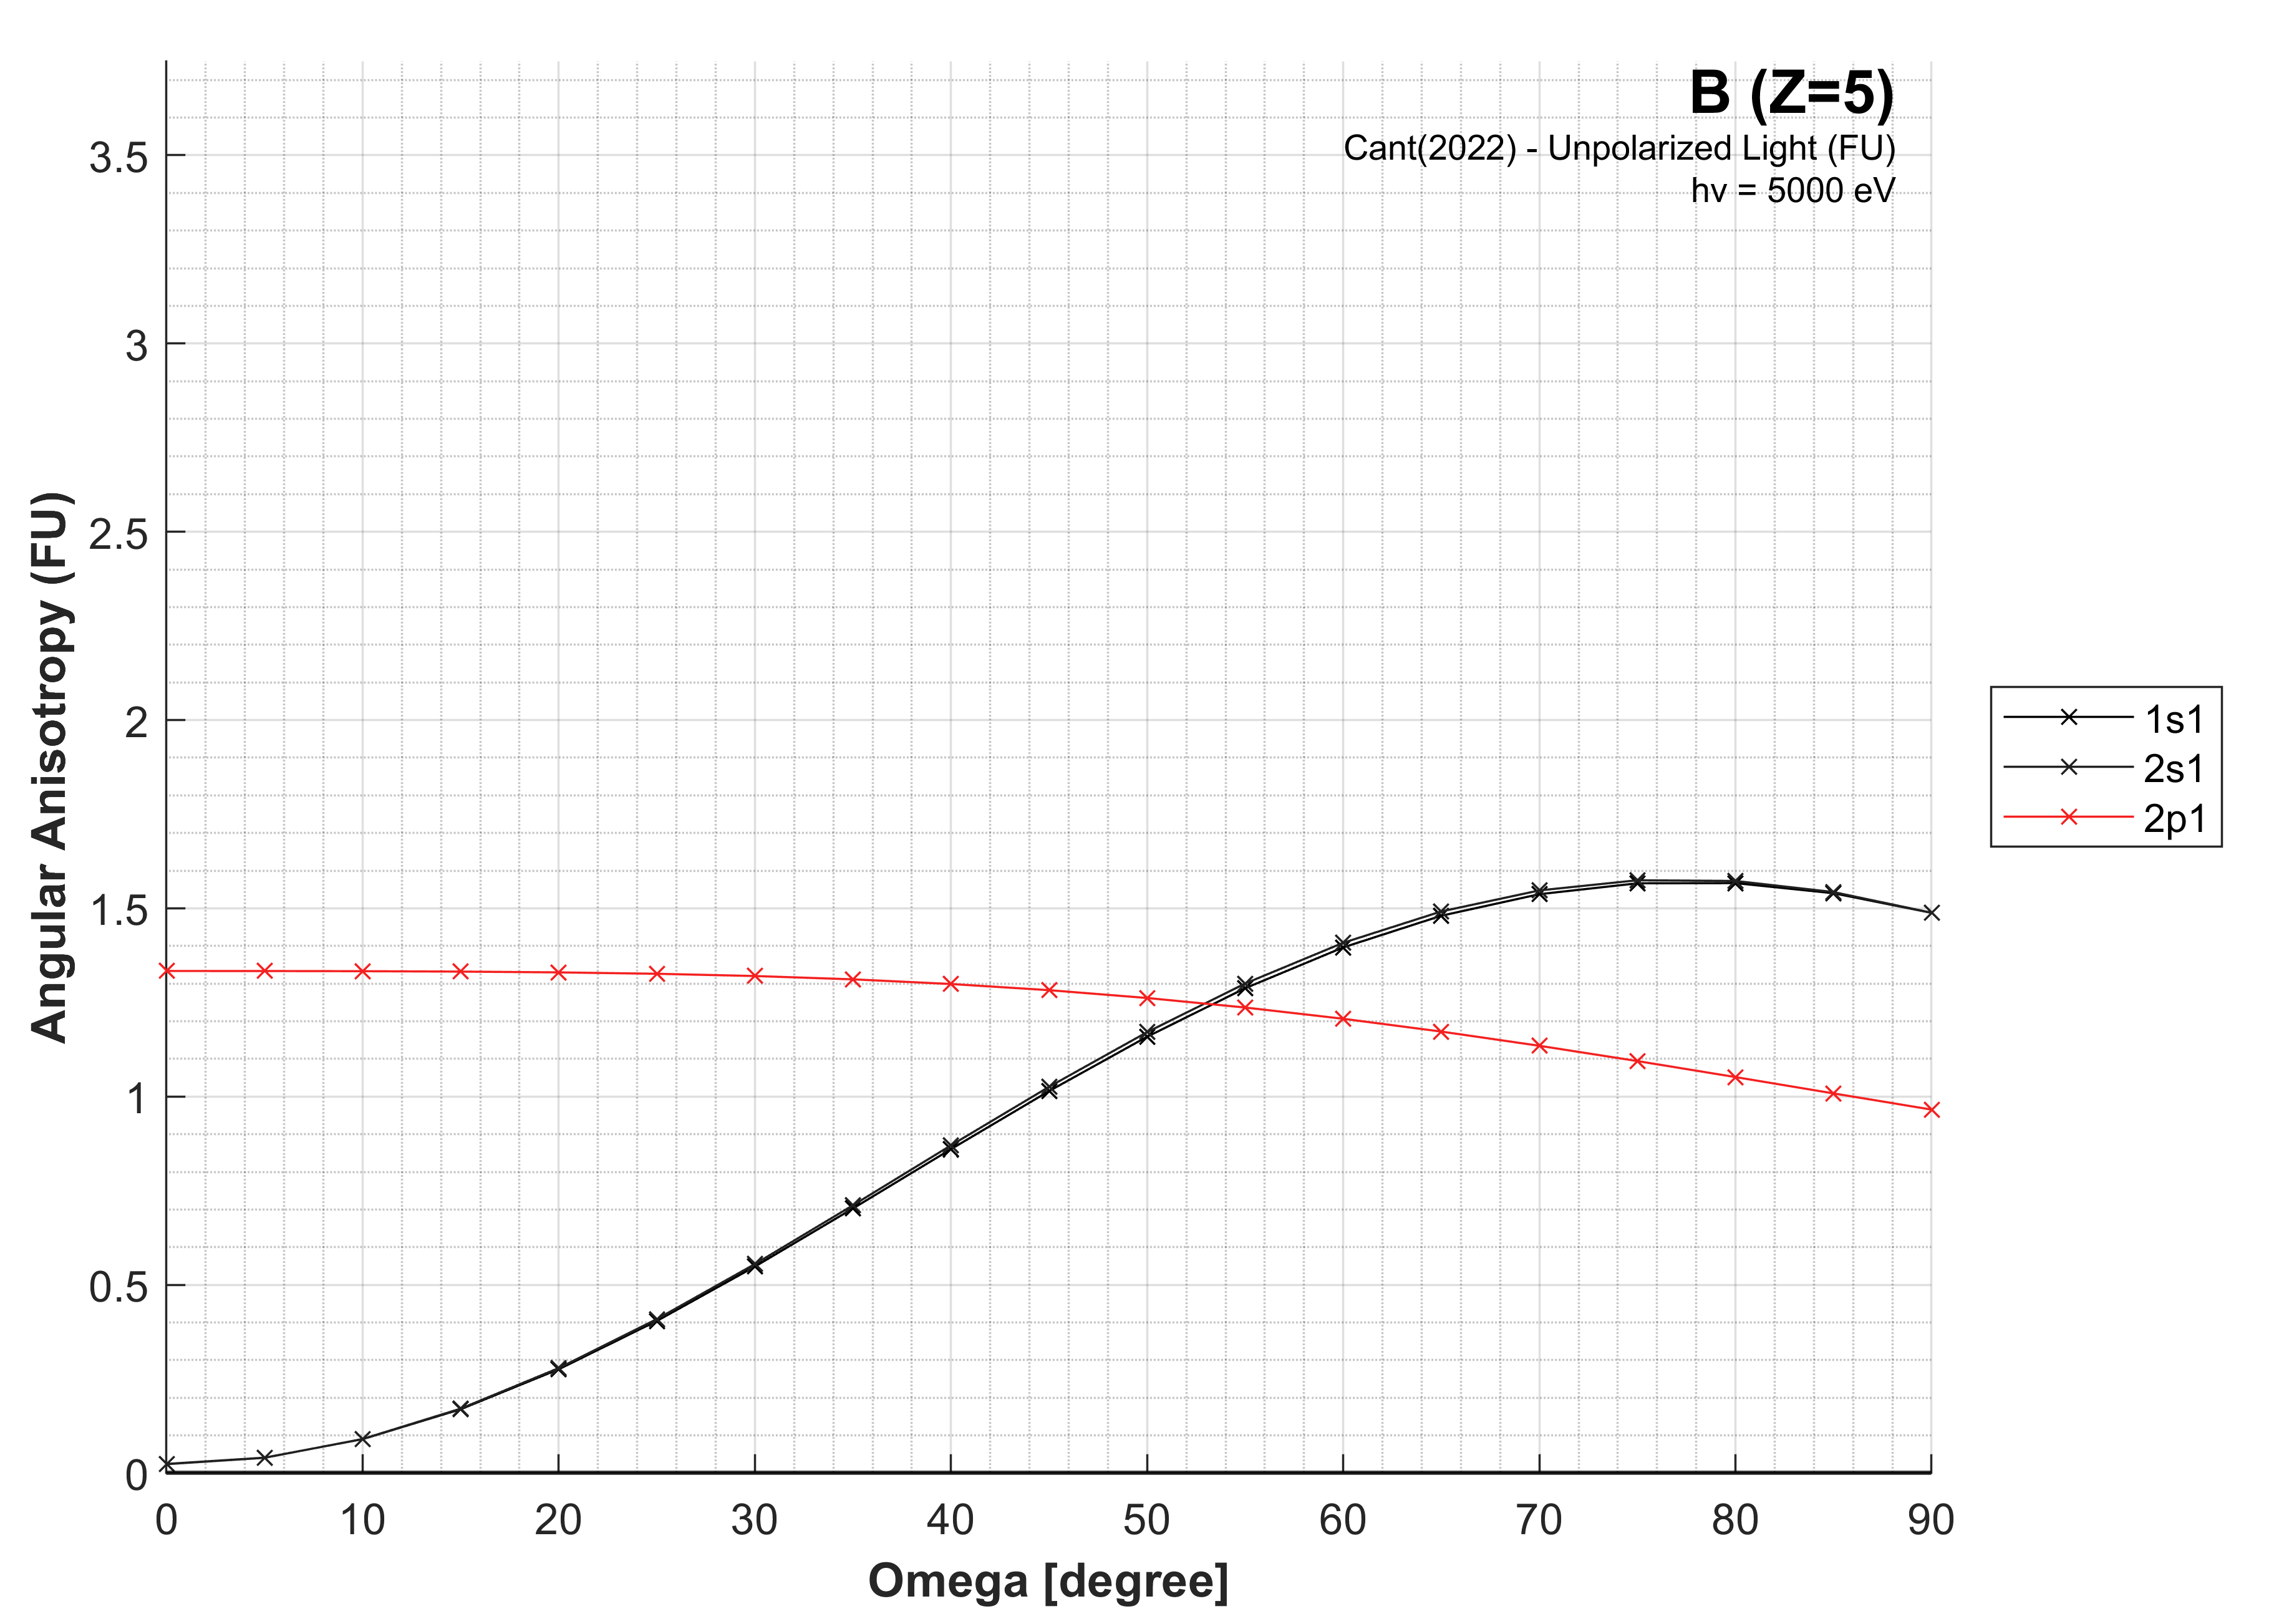 B (Z=5)
Cant(2022) - Unpolarized Light (FU)
hv = 5000 eV
Angular Anisotropy (FU)
3.5
3
2.5
2
1.5
1
0.5
0
0 10 20 30 40 50 60 70 80 90
Omega [degree]
1s1
2s1
2p1